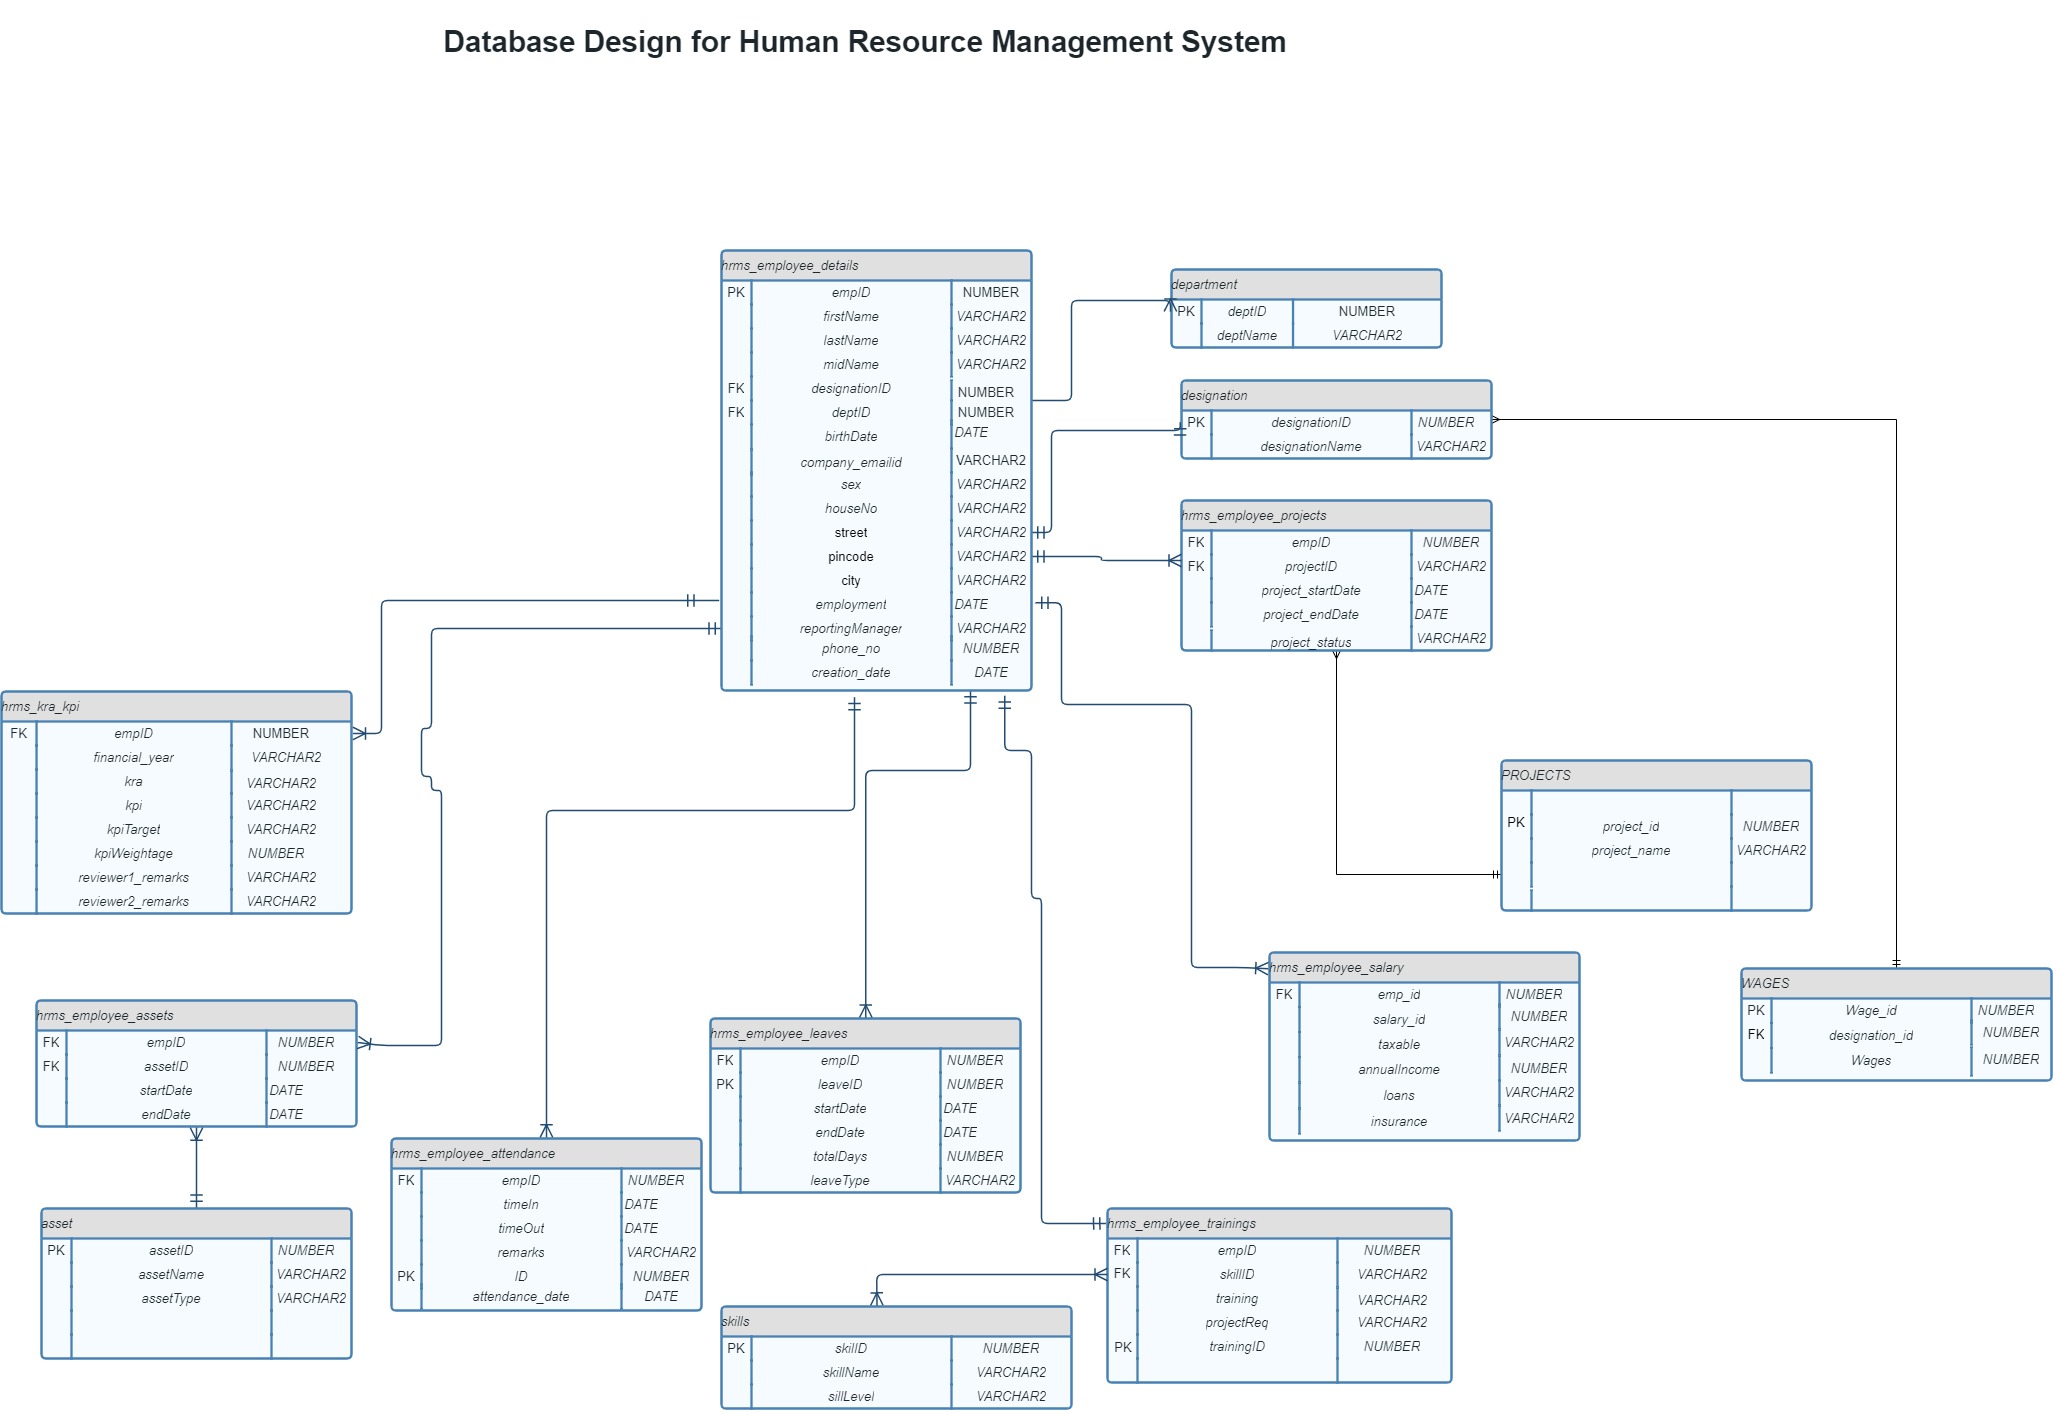 Database Design for Human Resource Management System
hrms_employee_details
PK empID NUMBER
firstName VARCHAR2
lastName VARCHAR2
midName VARCHAR2
FK designationID NUMBER
FK deptID NUMBER
birthDate DATE
company_emailid VARCHAR2
sex VARCHAR2
houseNo VARCHAR2
street VARCHAR2
pincode VARCHAR2
city VARCHAR2
employment DATE
reportingManager VARCHAR2
phone_no NUMBER
creation_date DATE
department
PK deptID NUMBER
deptName VARCHAR2
designation
PK designationID NUMBER
designationName VARCHAR2
hrms_employee_projects
FK empID NUMBER
FK projectID VARCHAR2
project_startDate DATE
project_endDate DATE
project_status VARCHAR2
hrms_kra_kpi
FK empID NUMBER
financial_year VARCHAR2
kra VARCHAR2
kpi VARCHAR2
kpiTarget VARCHAR2
kpiWeightage NUMBER
reviewer1_remarks VARCHAR2
reviewer2_remarks VARCHAR2
PROJECTS
PK project_id NUMBER
project_name VARCHAR2
hrms_employee_salary
FK emp_id NUMBER
salary_id NUMBER
taxable VARCHAR2
annualIncome NUMBER
loans VARCHAR2
insurance VARCHAR2
WAGES
PK Wage_id NUMBER
FK designation_id NUMBER
Wages NUMBER
hrms_employee_assets
FK empID NUMBER
FK assetID NUMBER
startDate DATE
endDate DATE
hrms_employee_leaves
FK empID NUMBER
PK leaveID NUMBER
startDate DATE
endDate DATE
totalDays NUMBER
leaveType VARCHAR2
hrms_employee_attendance
FK empID NUMBER
timeIn DATE
timeOut DATE
remarks VARCHAR2
PK ID NUMBER
attendance_date DATE
asset
PK assetID NUMBER
assetName VARCHAR2
assetType VARCHAR2
hrms_employee_trainings
FK empID NUMBER
FK skillID VARCHAR2
training VARCHAR2
projectReq VARCHAR2
PK trainingID NUMBER
skills
PK skillID NUMBER
skillName VARCHAR2
sillLevel VARCHAR2